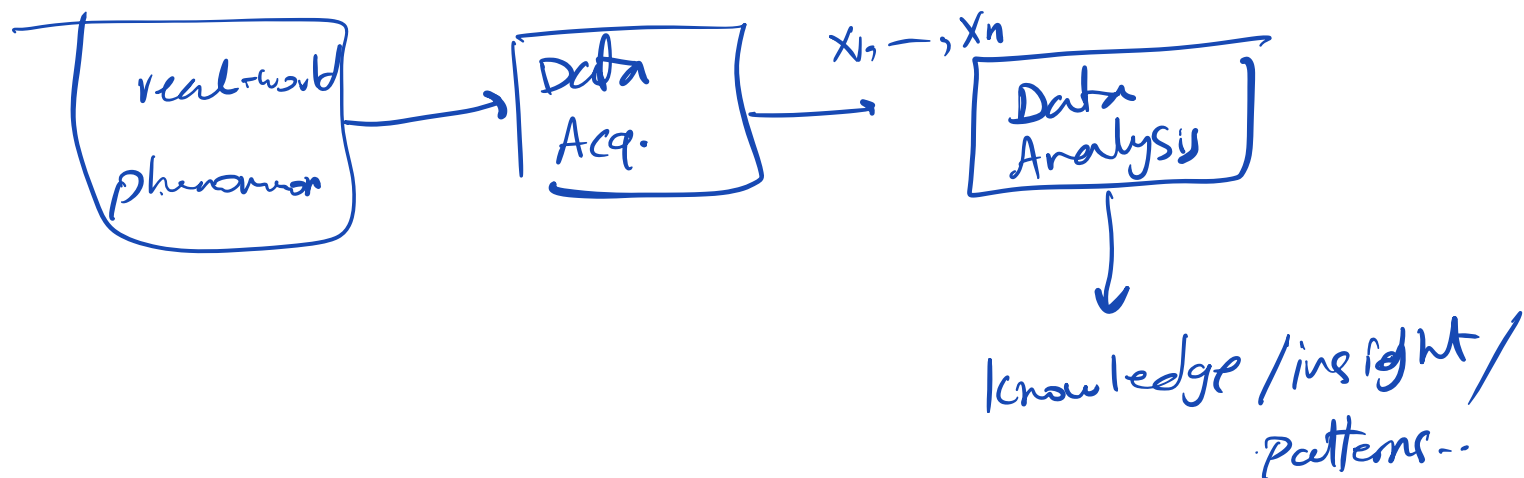 real-world
phenomenon
Data
Acq.
x₁, —, xn
Data
Analysis
knowledge/insight/
patterns...